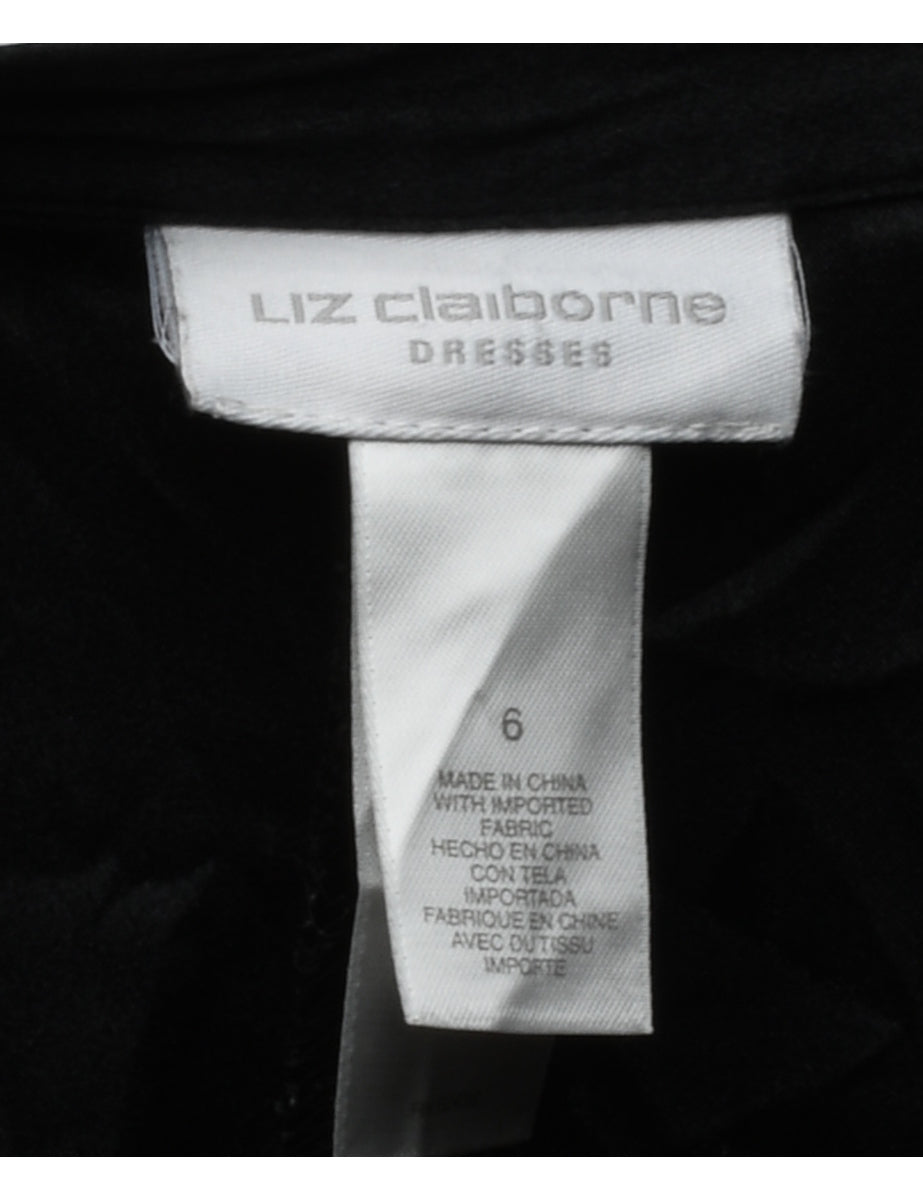 LIZ claiborne
DRESSES
6
MADE IN CHINA
WITH IMPORTED
FABRIC
HECHO EN CHINA
CON TELA
IMPORTADA
FABRIQUE EN CHINE
AVEC DU TISSU
IMPORTE